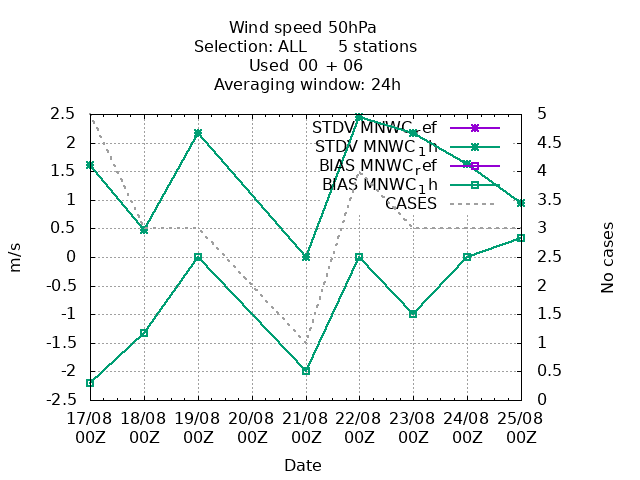 Wind speed 50hPa
Selection: ALL 5 stations
Used 00 + 06
Averaging window: 24h
2.5 5
STDV MNWC_ref
2 4.5
STDV MNWC_1h
1.5 4
BIAS MNWC_ref
1 3.5
BIAS MNWC_1h
CASES
0.5 3
0 2.5
m/s
No cases
-0.5 2
-1 1.5
-1.5 1
-2 0.5
-2.5 0
17/08 18/08 19/08 20/08 21/08 22/08 23/08 24/08 25/08
00Z 00Z 00Z 00Z 00Z 00Z 00Z 00Z 00Z
Date